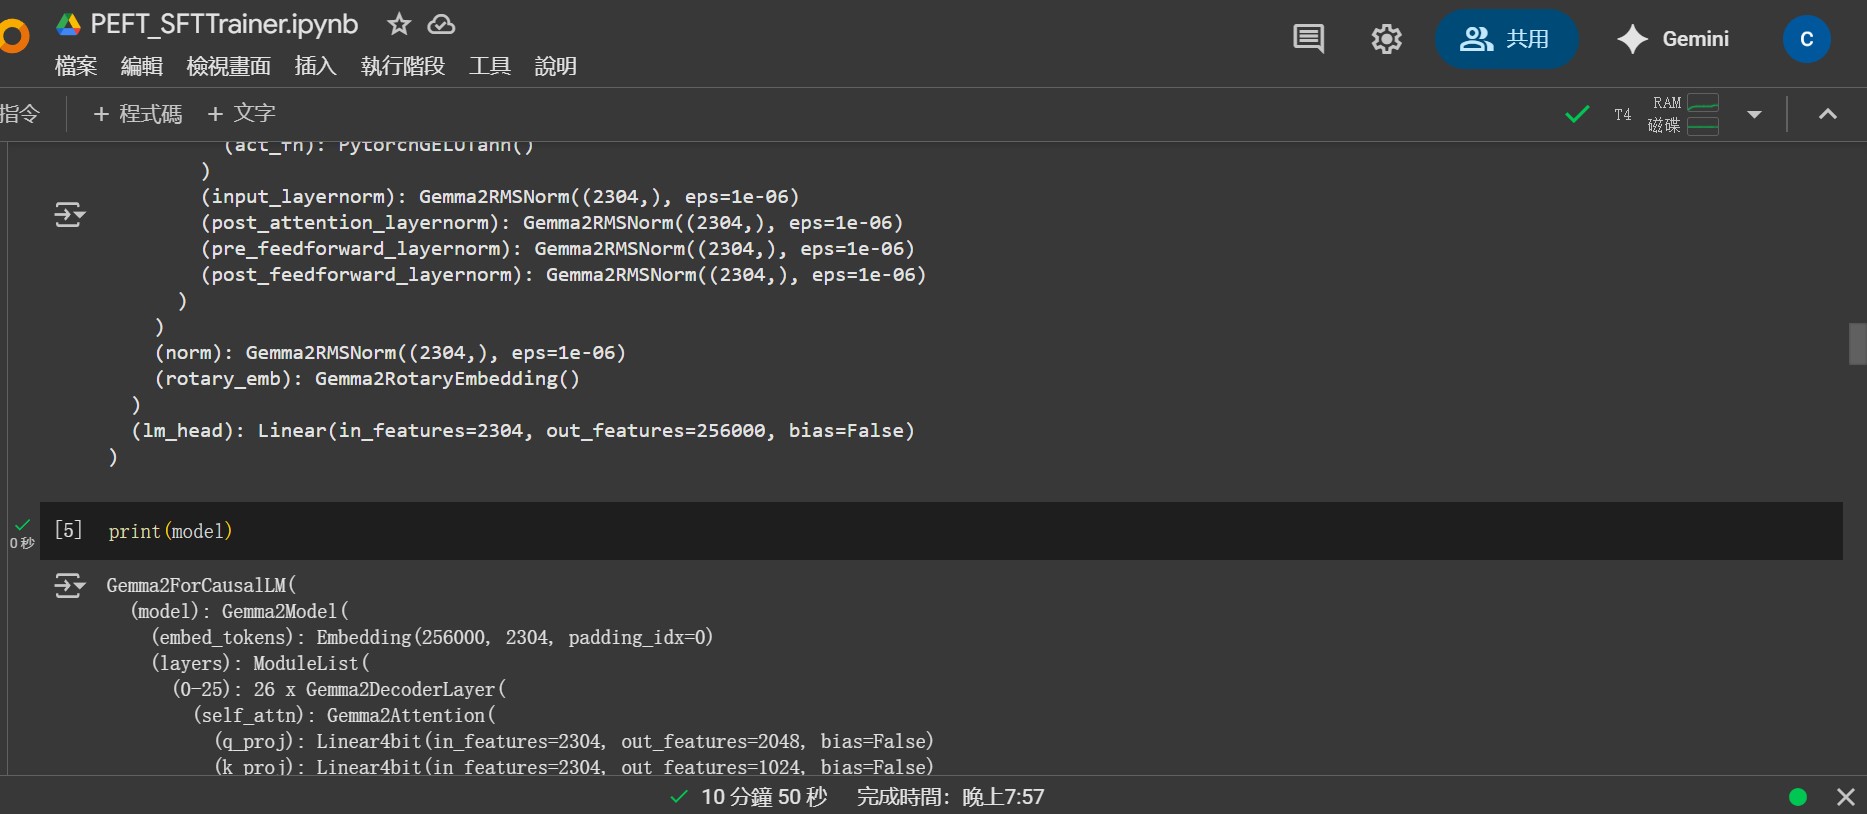 PEFT_SFTTrainer.ipynb
共用
Gemini
C
檔案 編輯 檢視畫面 插入 執行階段 工具 說明
指令 + 程式碼 + 文字
T4
RAM
磁碟
(act_fn): PytorchGELUTanh()
)
(input_layernorm): Gemma2RMSNorm((2304,), eps=1e-06)
(post_attention_layernorm): Gemma2RMSNorm((2304,), eps=1e-06)
(pre_feedforward_layernorm): Gemma2RMSNorm((2304,), eps=1e-06)
(post_feedforward_layernorm): Gemma2RMSNorm((2304,), eps=1e-06)
)
)
(norm): Gemma2RMSNorm((2304,), eps=1e-06)
(rotary_emb): Gemma2RotaryEmbedding()
)
(lm_head): Linear(in_features=2304, out_features=256000, bias=False)
)
[5] print(model)
0 秒
Gemma2ForCausalLM(
(model): Gemma2Model(
(embed_tokens): Embedding(256000, 2304, padding_idx=0)
(layers): ModuleList(
(0-25): 26 x Gemma2DecoderLayer(
(self_attn): Gemma2Attention(
(q_proj): Linear4bit(in_features=2304, out_features=2048, bias=False)
(k_proj): Linear4bit(in_features=2304, out_features=1024, bias=False)
10 分鐘 50 秒 完成時間：晚上7:57